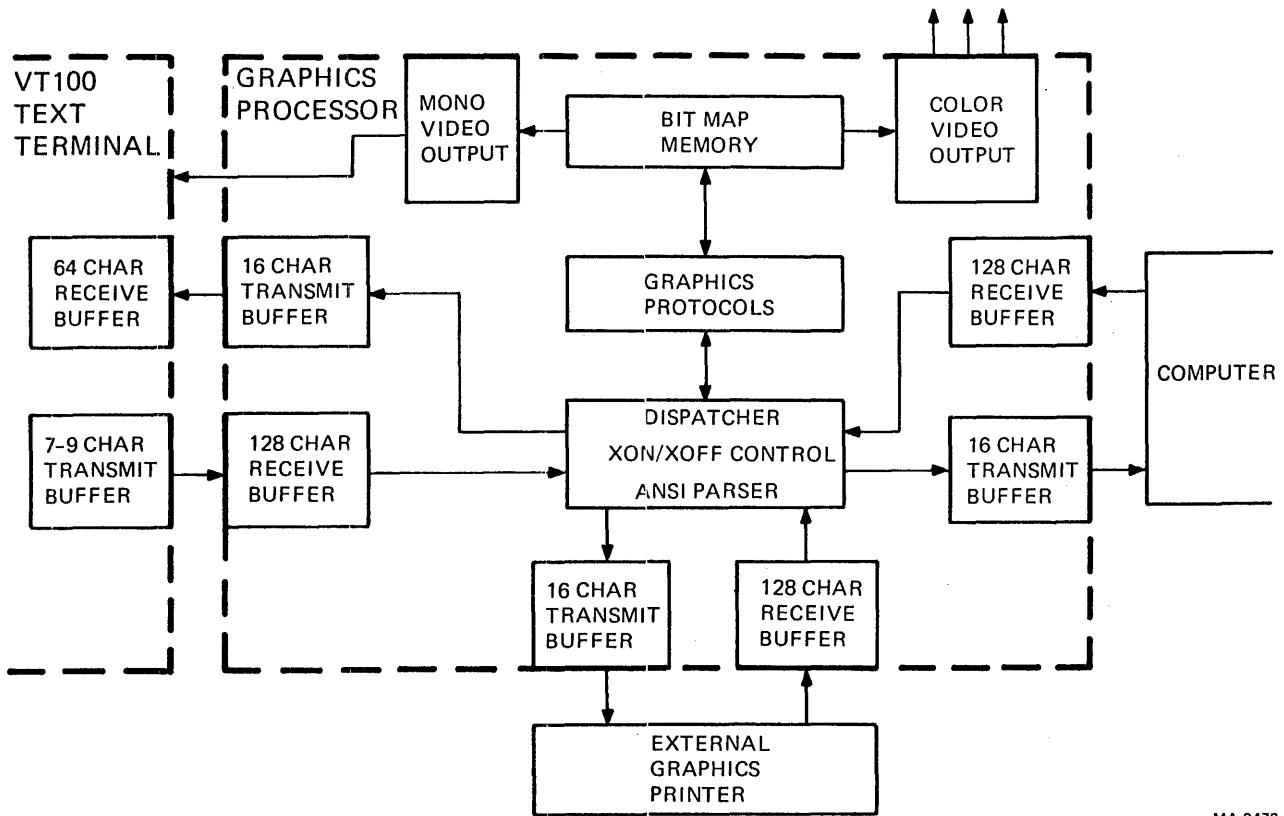 VT100
TEXT
TERMINAL
GRAPHICS
PROCESSOR
MONO
VIDEO
OUTPUT
BIT MAP
MEMORY
COLOR
VIDEO
OUTPUT
64 CHAR
RECEIVE
BUFFER
16 CHAR
TRANSMIT
BUFFER
GRAPHICS
PROTOCOLS
128 CHAR
RECEIVE
BUFFER
COMPUTER
7-9 CHAR
TRANSMIT
BUFFER
128 CHAR
RECEIVE
BUFFER
DISPATCHER
XON/XOFF CONTROL
ANSI PARSER
16 CHAR
TRANSMIT
BUFFER
16 CHAR
TRANSMIT
BUFFER
128 CHAR
RECEIVE
BUFFER
EXTERNAL
GRAPHICS
PRINTER